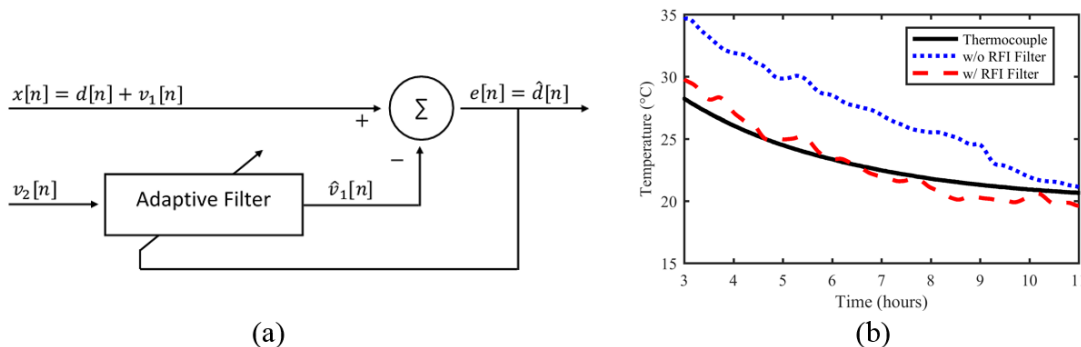 x[n] = d[n] + v₁[n]
+
Σ
e[n] = d̂[n]
−
v₂[n]
Adaptive Filter
v̂₁[n]
(a)
35
30
25
20
15
Temperature (°C)
Thermocouple
w/o RFI Filter
w/ RFI Filter
3 4 5 6 7 8 9 10 1
Time (hours)
(b)